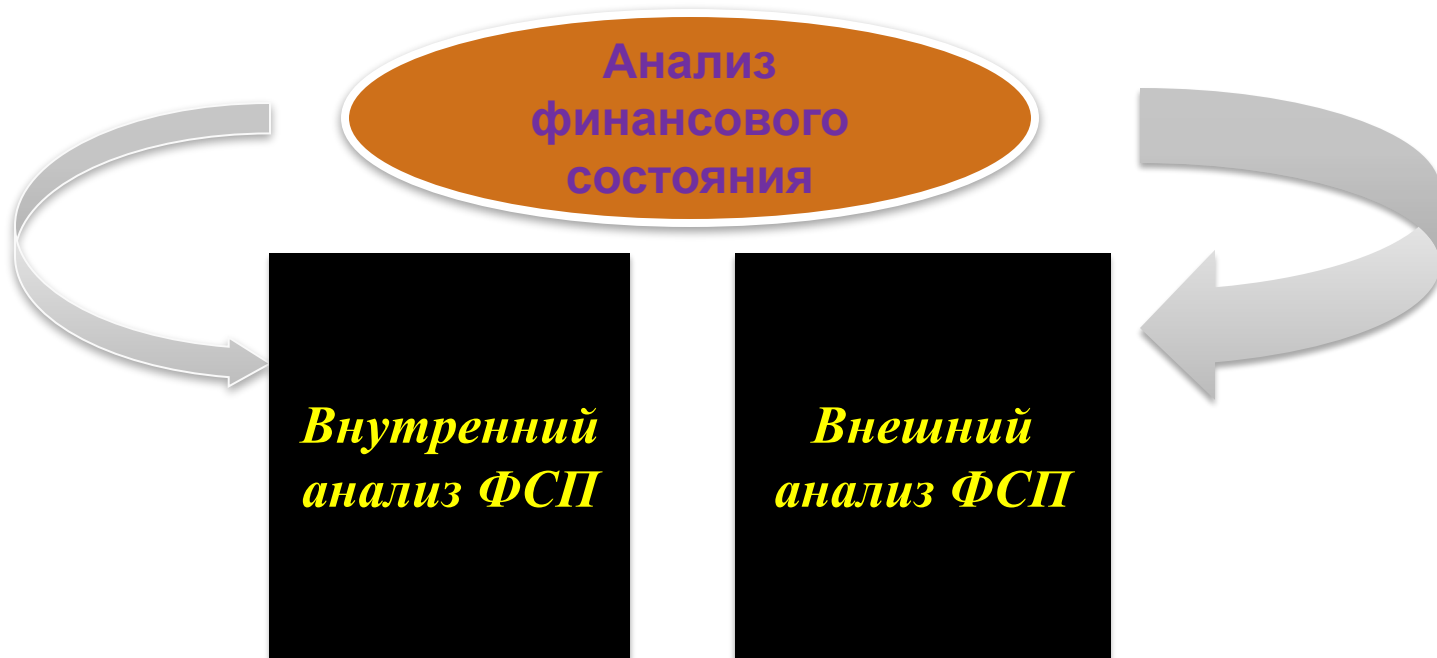 Анализ
финансового
состояния
Внутренний
анализ ФСП
Внешний
анализ ФСП